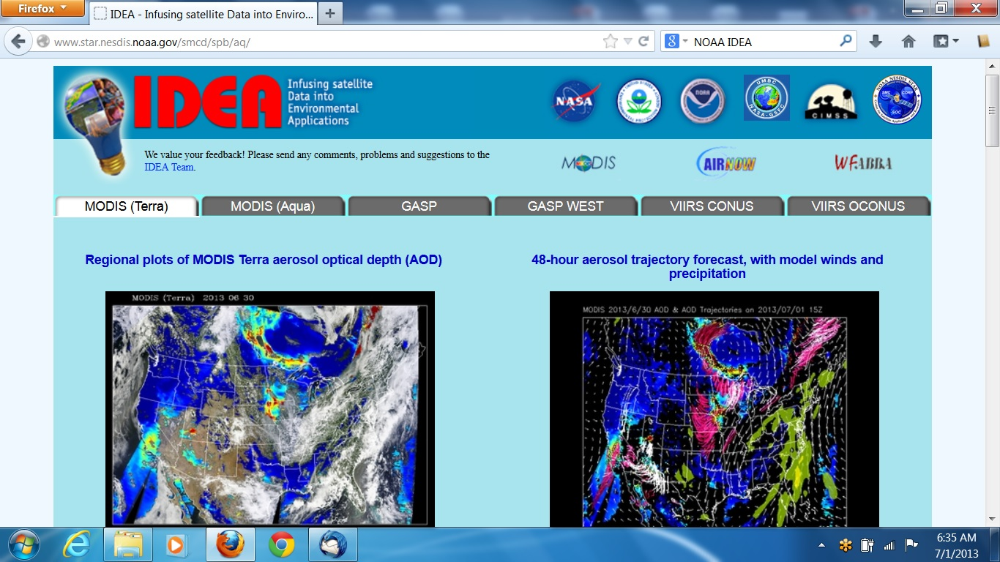 Firefox
IDEA - Infusing satellite Data into Enviro...
www.star.nesdis.noaa.gov/smcd/spb/aq/
NOAA IDEA
IDEA
Infusing satellite
Data into
Environmental
Applications
NASA
NOAA
UMBC
NASA-GSFC
CIMSS
NOAA NESDIS STAR
SMC
CORP
SOC
We value your feedback! Please send any comments, problems and suggestions to the
IDEA Team.
MODIS
AIRNOW
WFABBA
MODIS (Terra)
MODIS (Aqua)
GASP
GASP WEST
VIIRS CONUS
VIIRS OCONUS
Regional plots of MODIS Terra aerosol optical depth (AOD)
48-hour aerosol trajectory forecast, with model winds and
precipitation
MODIS (Terra) 2013 06 30
MODIS 2013/6/30 AOD & AOD Trajectories on 2013/07/01 15Z
6:35 AM
7/1/2013